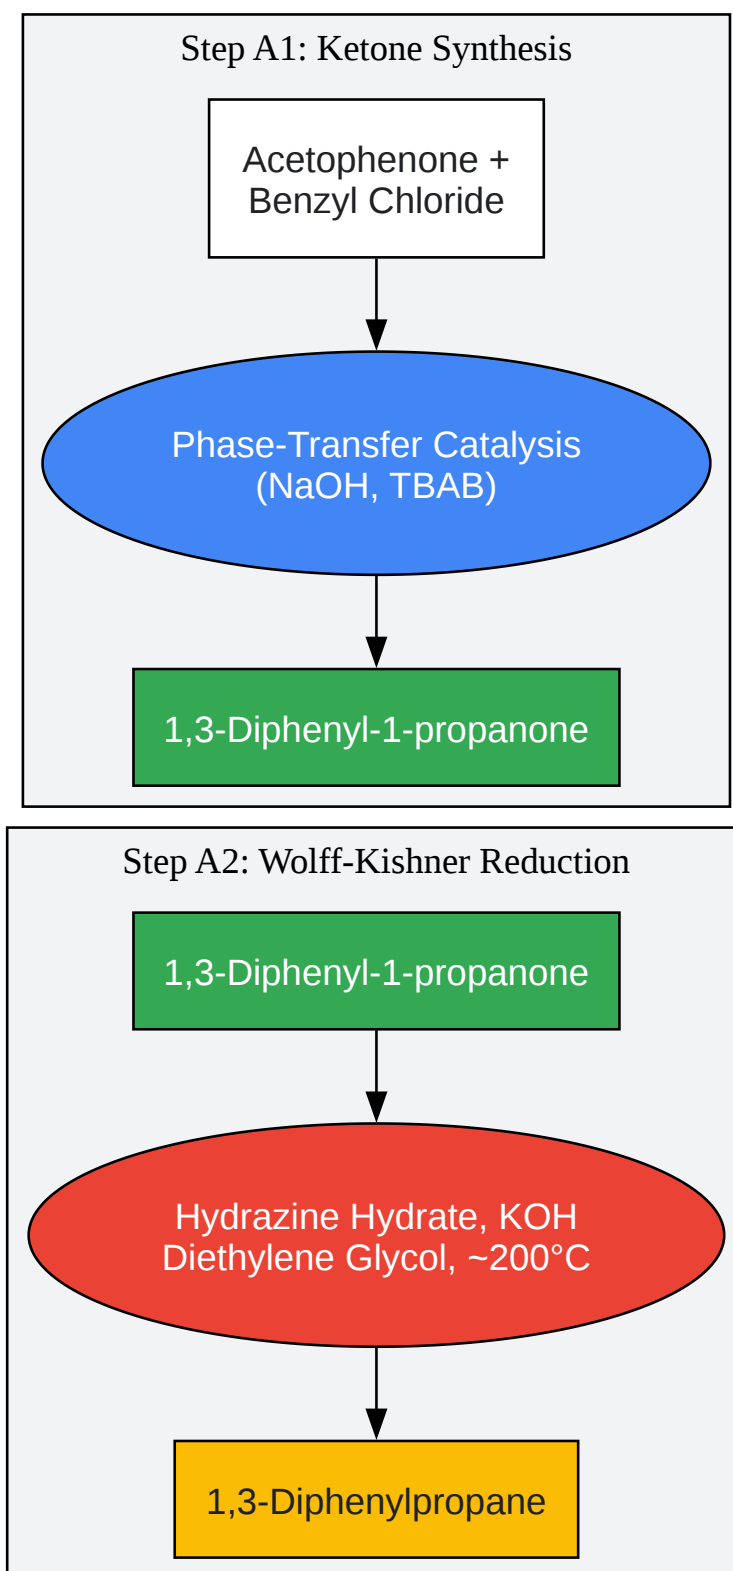 Step A1: Ketone Synthesis
Acetophenone +
Benzyl Chloride
Phase-Transfer Catalysis
(NaOH, TBAB)
1,3-Diphenyl-1-propanone
Step A2: Wolff-Kishner Reduction
1,3-Diphenyl-1-propanone
Hydrazine Hydrate, KOH
Diethylene Glycol, ~200°C
1,3-Diphenylpropane